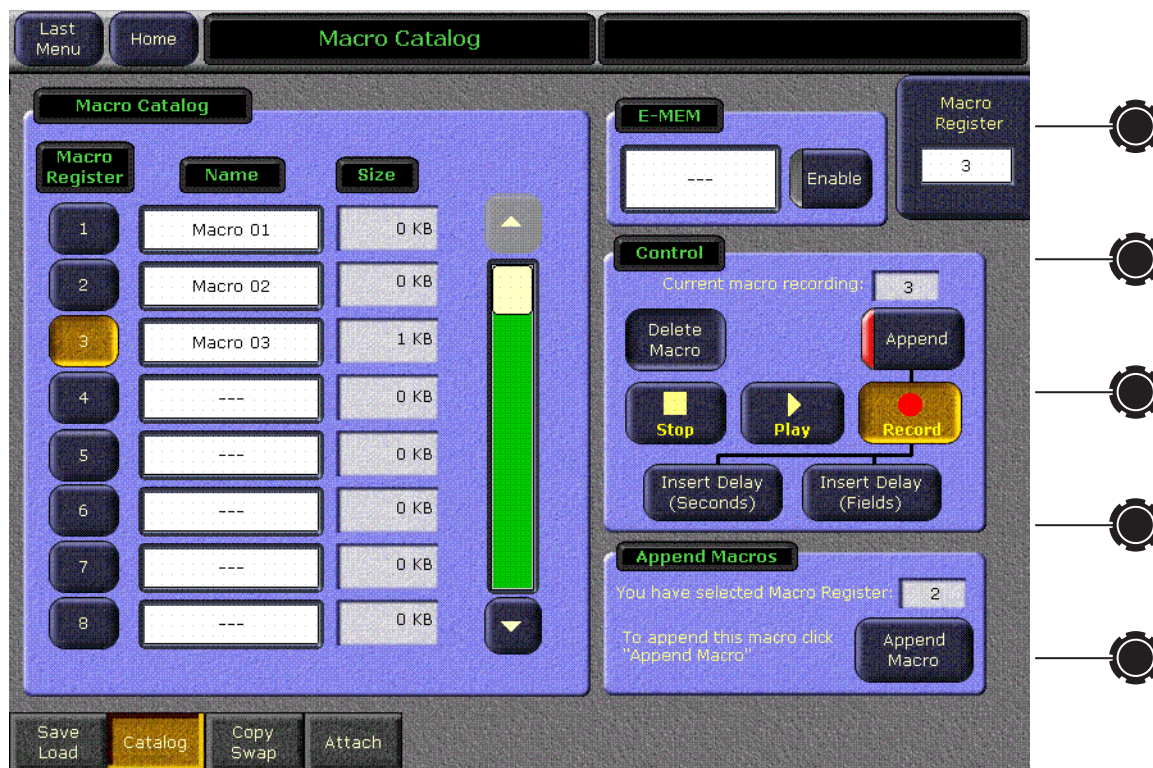 Last
Menu
Home
Macro Catalog
Macro Catalog
Macro
Register
Name
Size
1
Macro 01
0 KB
2
Macro 02
0 KB
3
Macro 03
1 KB
4
---
0 KB
5
---
0 KB
6
---
0 KB
7
---
0 KB
8
---
0 KB
E-MEM
---
Enable
Macro
Register
3
Control
Current macro recording:
3
Delete
Macro
Append
Stop
Play
Record
Insert Delay
(Seconds)
Insert Delay
(Fields)
Append Macros
You have selected Macro Register:
2
To append this macro click
"Append Macro"
Append
Macro
Save
Load
Catalog
Copy
Swap
Attach